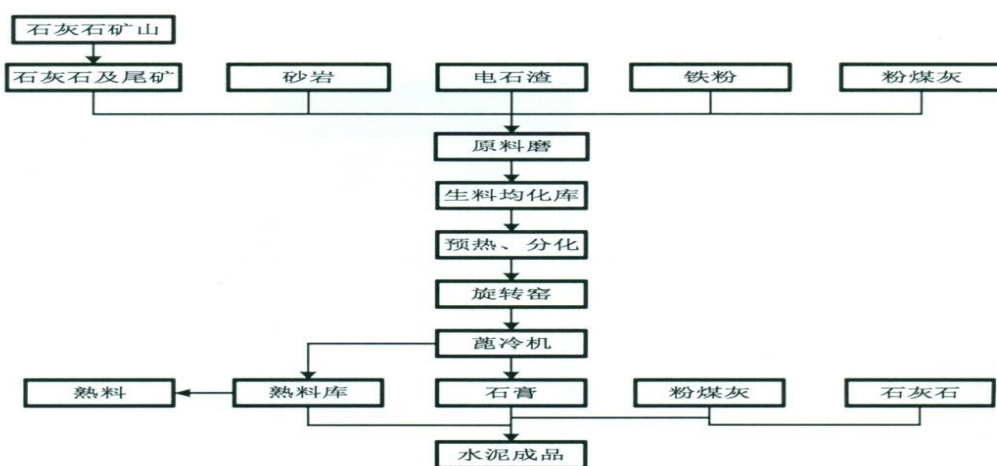 石灰石矿山
石灰石及尾矿
砂岩
电石渣
铁粉
粉煤灰
原料磨
生料均化库
预热、分化
旋转窑
蓖冷机
熟料
熟料库
石膏
粉煤灰
石灰石
水泥成品